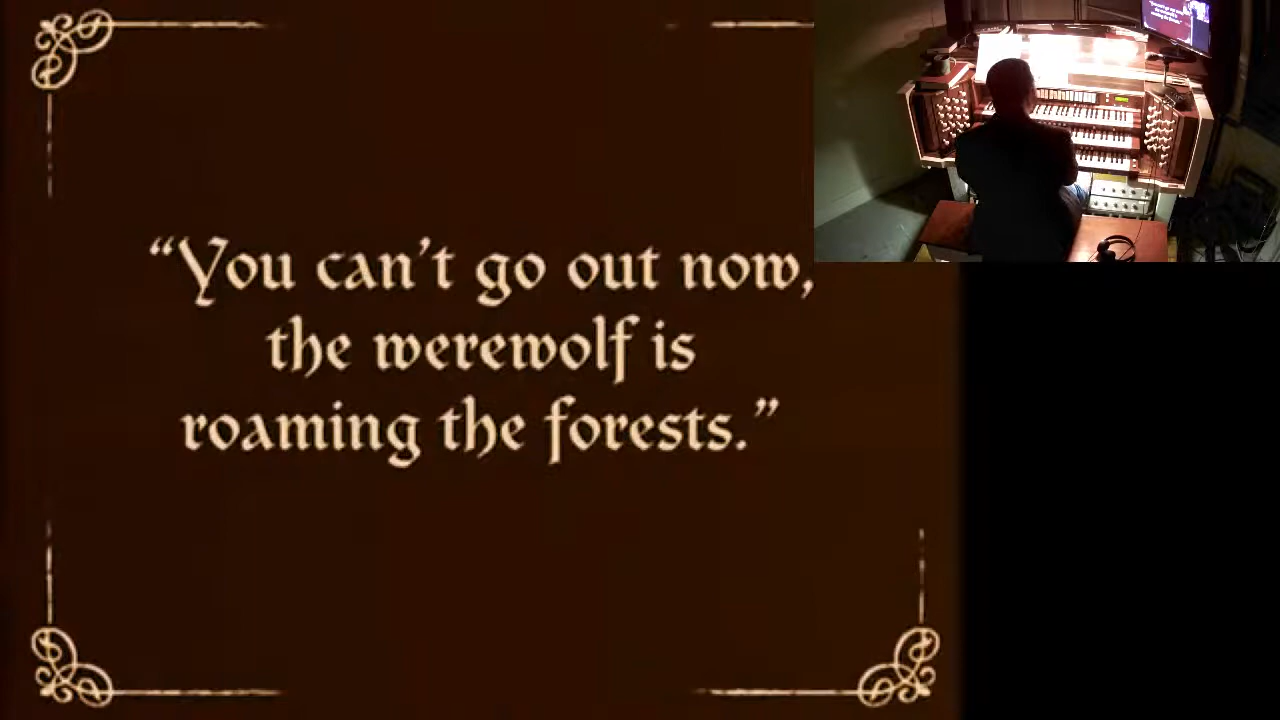 “You can’t go out now,
the werewolf is
roaming the forests.”